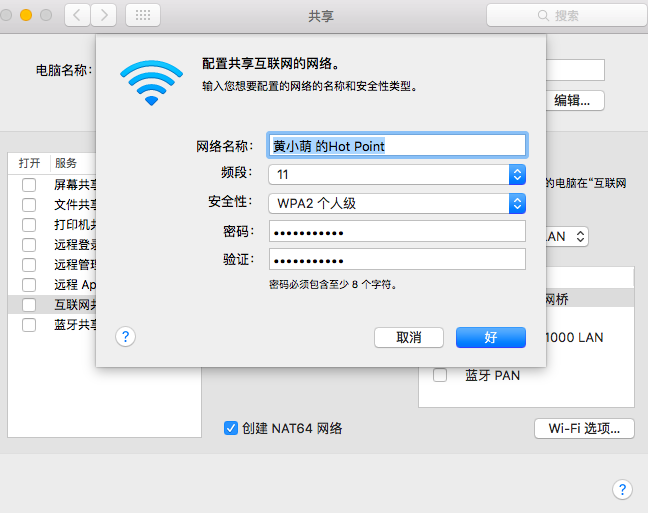 共享
搜索
电脑名称：
编辑...
配置共享互联网的网络。
输入您想要配置的网络的名称和安全性类型。
网络名称：
黄小萌 的Hot Point
频段：
11
安全性：
WPA2 个人级
密码：
•••••••••••
验证：
•••••••••••
密码必须包含至少 8 个字符。
?
取消
好
打开
服务
屏幕共享
文件共享
打印机共
远程登录
远程管理
远程 Ap
互联网共
蓝牙共享
的电脑在“互联网
LAN
网桥
1000 LAN
蓝牙 PAN
创建 NAT64 网络
Wi-Fi 选项...
?